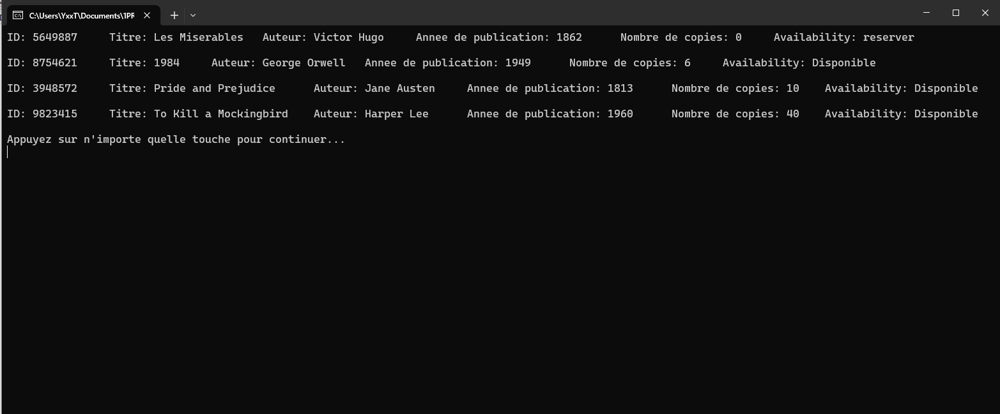 C:\Users\YxxT\Documents\1PR
ID: 5649887 Titre: Les Miserables Auteur: Victor Hugo Annee de publication: 1862 Nombre de copies: 0 Availability: reserver
ID: 8754621 Titre: 1984 Auteur: George Orwell Annee de publication: 1949 Nombre de copies: 6 Availability: Disponible
ID: 3948572 Titre: Pride and Prejudice Auteur: Jane Austen Annee de publication: 1813 Nombre de copies: 10 Availability: Disponible
ID: 9823415 Titre: To Kill a Mockingbird Auteur: Harper Lee Annee de publication: 1960 Nombre de copies: 40 Availability: Disponible
Appuyez sur n'importe quelle touche pour continuer...